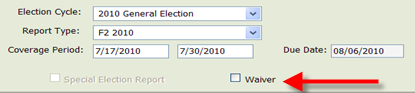 Election Cycle: 2010 General Election
Report Type: F2 2010
Coverage Period: 7/17/2010 7/30/2010 Due Date: 08/06/2010
Special Election Report Waiver